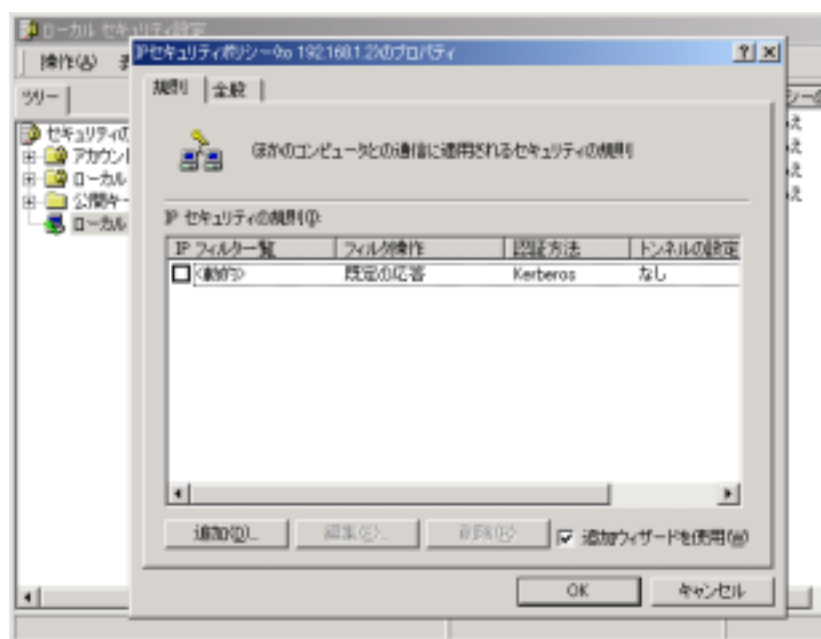 ローカル セキュリティ設定
IPセキュリティポリシー(to 192.168.1.2)のプロパティ
操作(A)
ツリー
規則
全般
ほかのコンピュータとの通信に適用されるセキュリティの規則
セキュリティの
アカウント
ローカル
公開キー
ローカル
IP セキュリティの規則(I):
IP フィルタ一覧 フィルタ操作 認証方法 トンネルの設定
<動的> 既定の応答 Kerberos なし
追加(D)... 編集(E)... 削除(R) 追加ウィザードを使用(W)
OK キャンセル